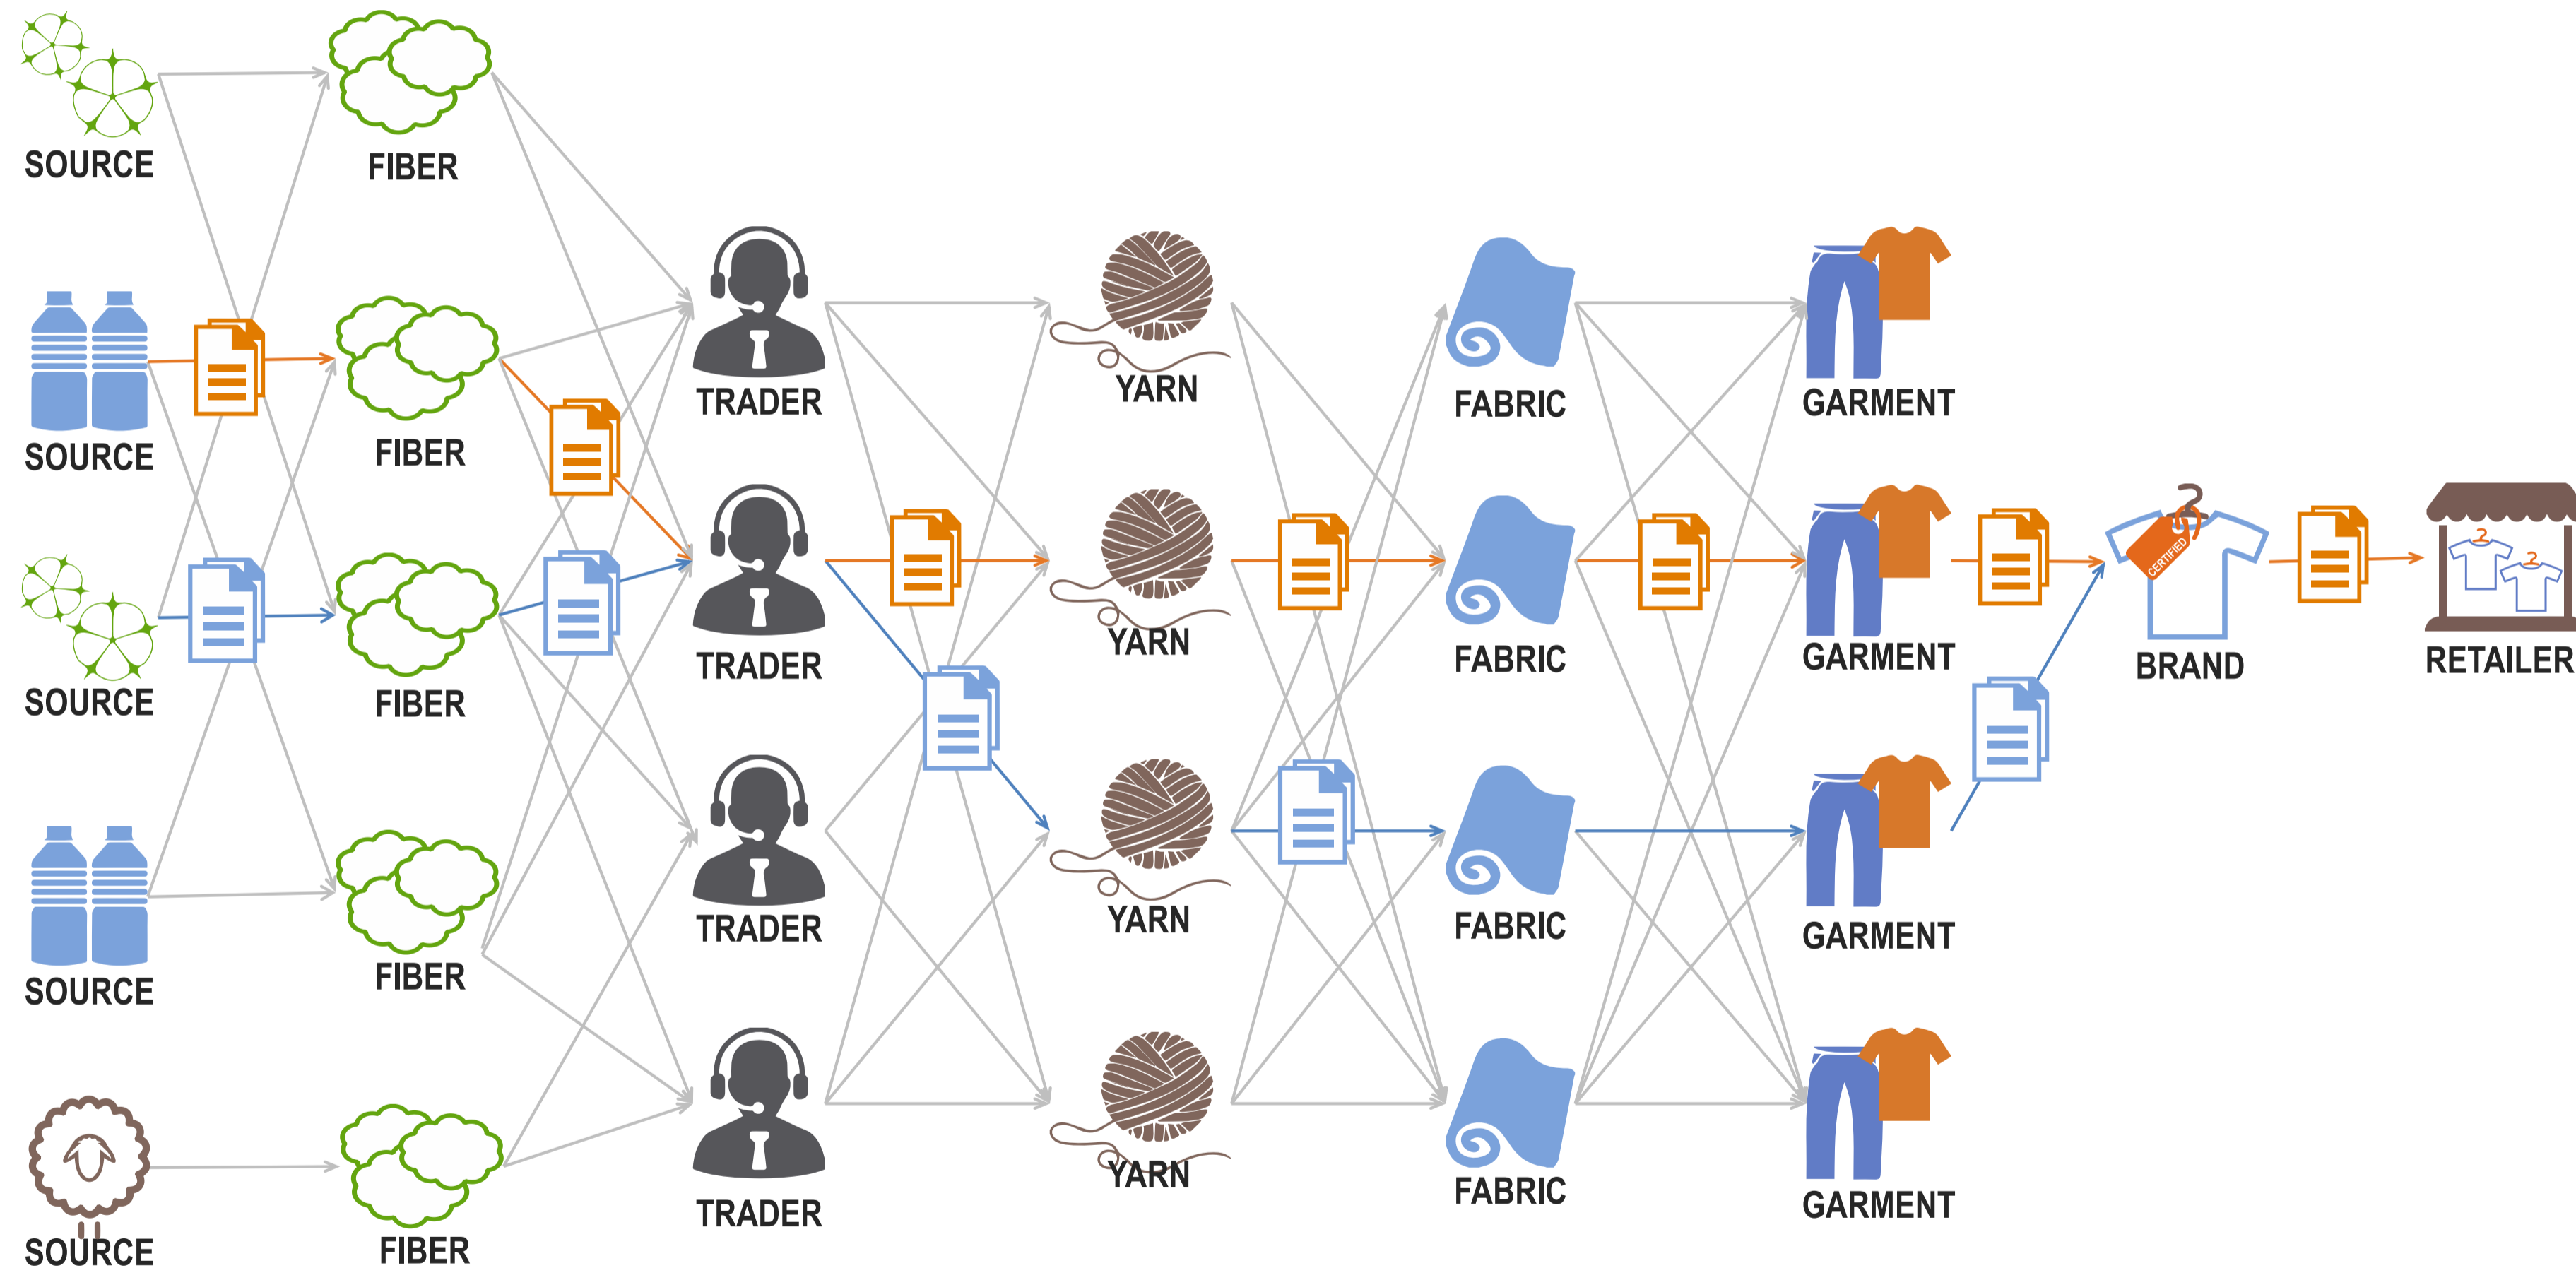 SOURCE
FIBER
TRADER
YARN
FABRIC
GARMENT
SOURCE
FIBER
TRADER
YARN
FABRIC
GARMENT
CERTIFIED
BRAND
RETAILER
SOURCE
FIBER
TRADER
YARN
FABRIC
GARMENT
SOURCE
FIBER
TRADER
YARN
FABRIC
GARMENT
SOURCE
FIBER